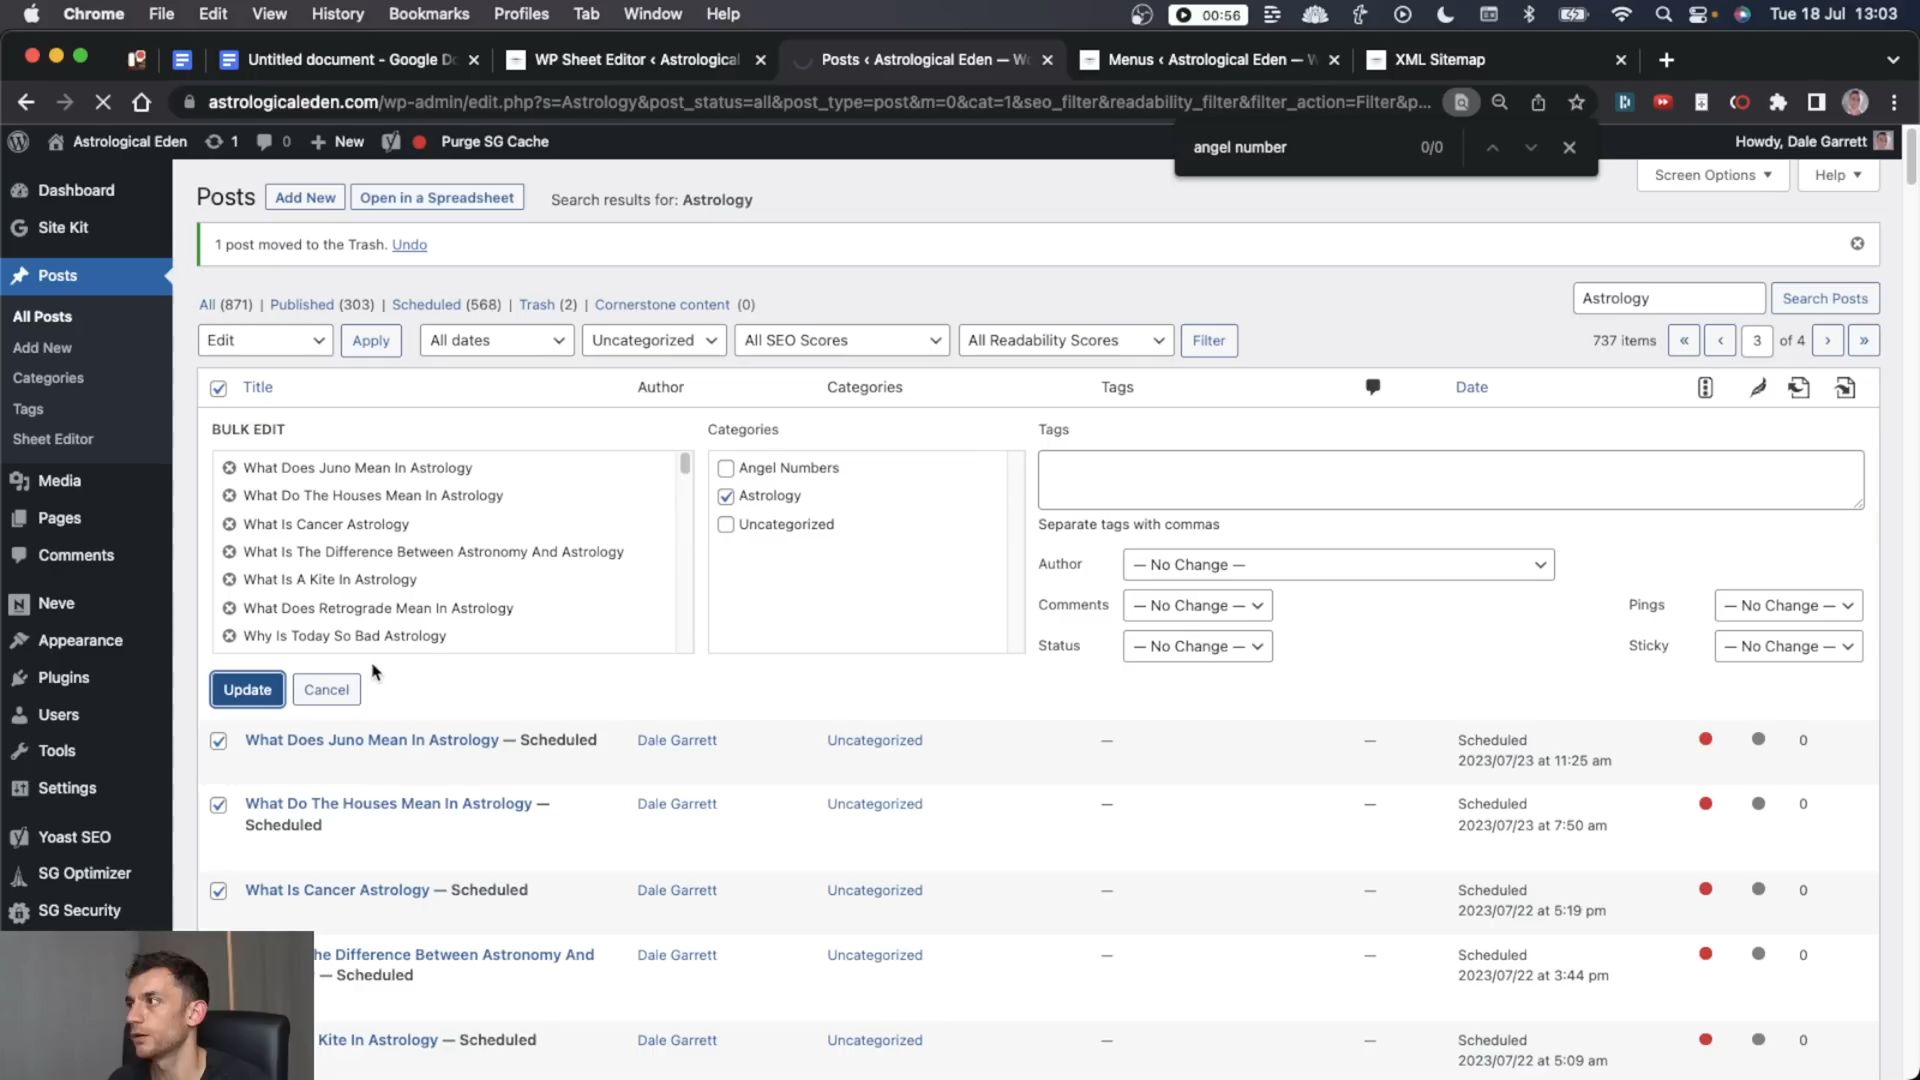 Chrome File Edit View History Bookmarks Profiles Tab Window Help 00:56 Tue 18 Jul 13:03
Untitled document - Google Do WP Sheet Editor ‹ Astrological Posts ‹ Astrological Eden — Wo Menus ‹ Astrological Eden — W XML Sitemap
astrologicaleden.com/wp-admin/edit.php?s=Astrology&post_status=all&post_type=post&m=0&cat=1&seo_filter&readability_filter&filter_action=Filter&p...
Astrological Eden 1 0 New Purge SG Cache Howdy, Dale Garrett
angel number 0/0
Dashboard
Site Kit
Posts
All Posts
Add New
Categories
Tags
Sheet Editor
Media
Pages
Comments
Neve
Appearance
Plugins
Users
Tools
Settings
Yoast SEO
SG Optimizer
SG Security
Screen Options Help
Posts Add New Open in a Spreadsheet Search results for: Astrology
1 post moved to the Trash. Undo
All (871) | Published (303) | Scheduled (568) | Trash (2) | Cornerstone content (0)
Astrology Search Posts
Edit Apply All dates Uncategorized All SEO Scores All Readability Scores Filter 737 items « ‹ 3 of 4 › »
Title Author Categories Tags Date
BULK EDIT Categories Tags
What Does Juno Mean In Astrology
What Do The Houses Mean In Astrology
What Is Cancer Astrology
What Is The Difference Between Astronomy And Astrology
What Is A Kite In Astrology
What Does Retrograde Mean In Astrology
Why Is Today So Bad Astrology
Angel Numbers
Astrology
Uncategorized
Separate tags with commas
Author — No Change —
Comments — No Change — Pings — No Change —
Status — No Change — Sticky — No Change —
Update Cancel
What Does Juno Mean In Astrology — Scheduled Dale Garrett Uncategorized — — Scheduled 0
2023/07/23 at 11:25 am
What Do The Houses Mean In Astrology — Dale Garrett Uncategorized — — Scheduled 0
Scheduled 2023/07/23 at 7:50 am
What Is Cancer Astrology — Scheduled Dale Garrett Uncategorized — — Scheduled 0
2023/07/22 at 5:19 pm
he Difference Between Astronomy And Dale Garrett Uncategorized — — Scheduled 0
— Scheduled 2023/07/22 at 3:44 pm
Kite In Astrology — Scheduled Dale Garrett Uncategorized — — Scheduled 0
2023/07/22 at 5:09 am